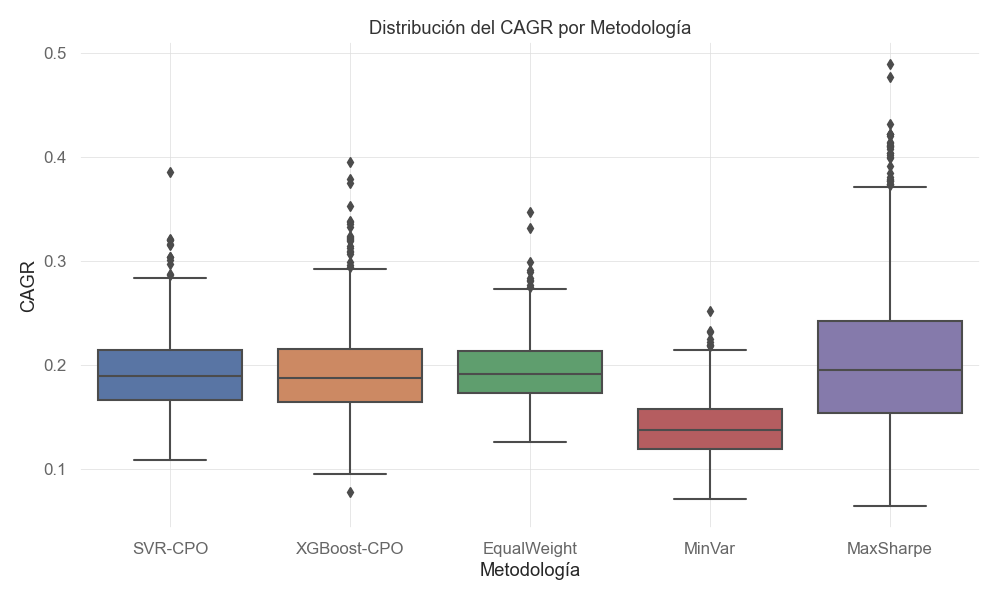 Distribución del CAGR por Metodología
CAGR
0.5
0.4
0.3
0.2
0.1
SVR-CPO
XGBoost-CPO
EqualWeight
MinVar
MaxSharpe
Metodología